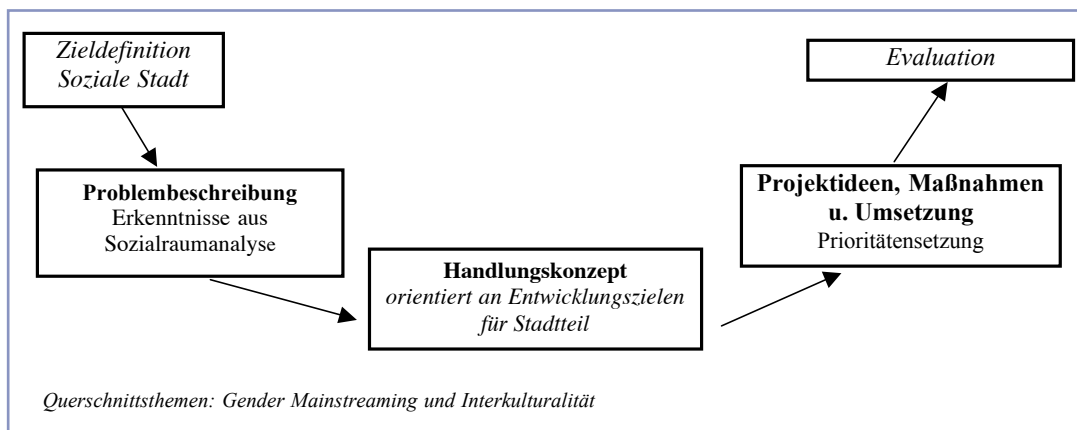 Zieldefinition
Soziale Stadt
Problembeschreibung
Erkenntnisse aus
Sozialraumanalyse
Handlungskonzept
orientiert an Entwicklungszielen
für Stadtteil
Projektideen, Maßnahmen
u. Umsetzung
Prioritätensetzung
Evaluation
Querschnittsthemen: Gender Mainstreaming und Interkulturalität